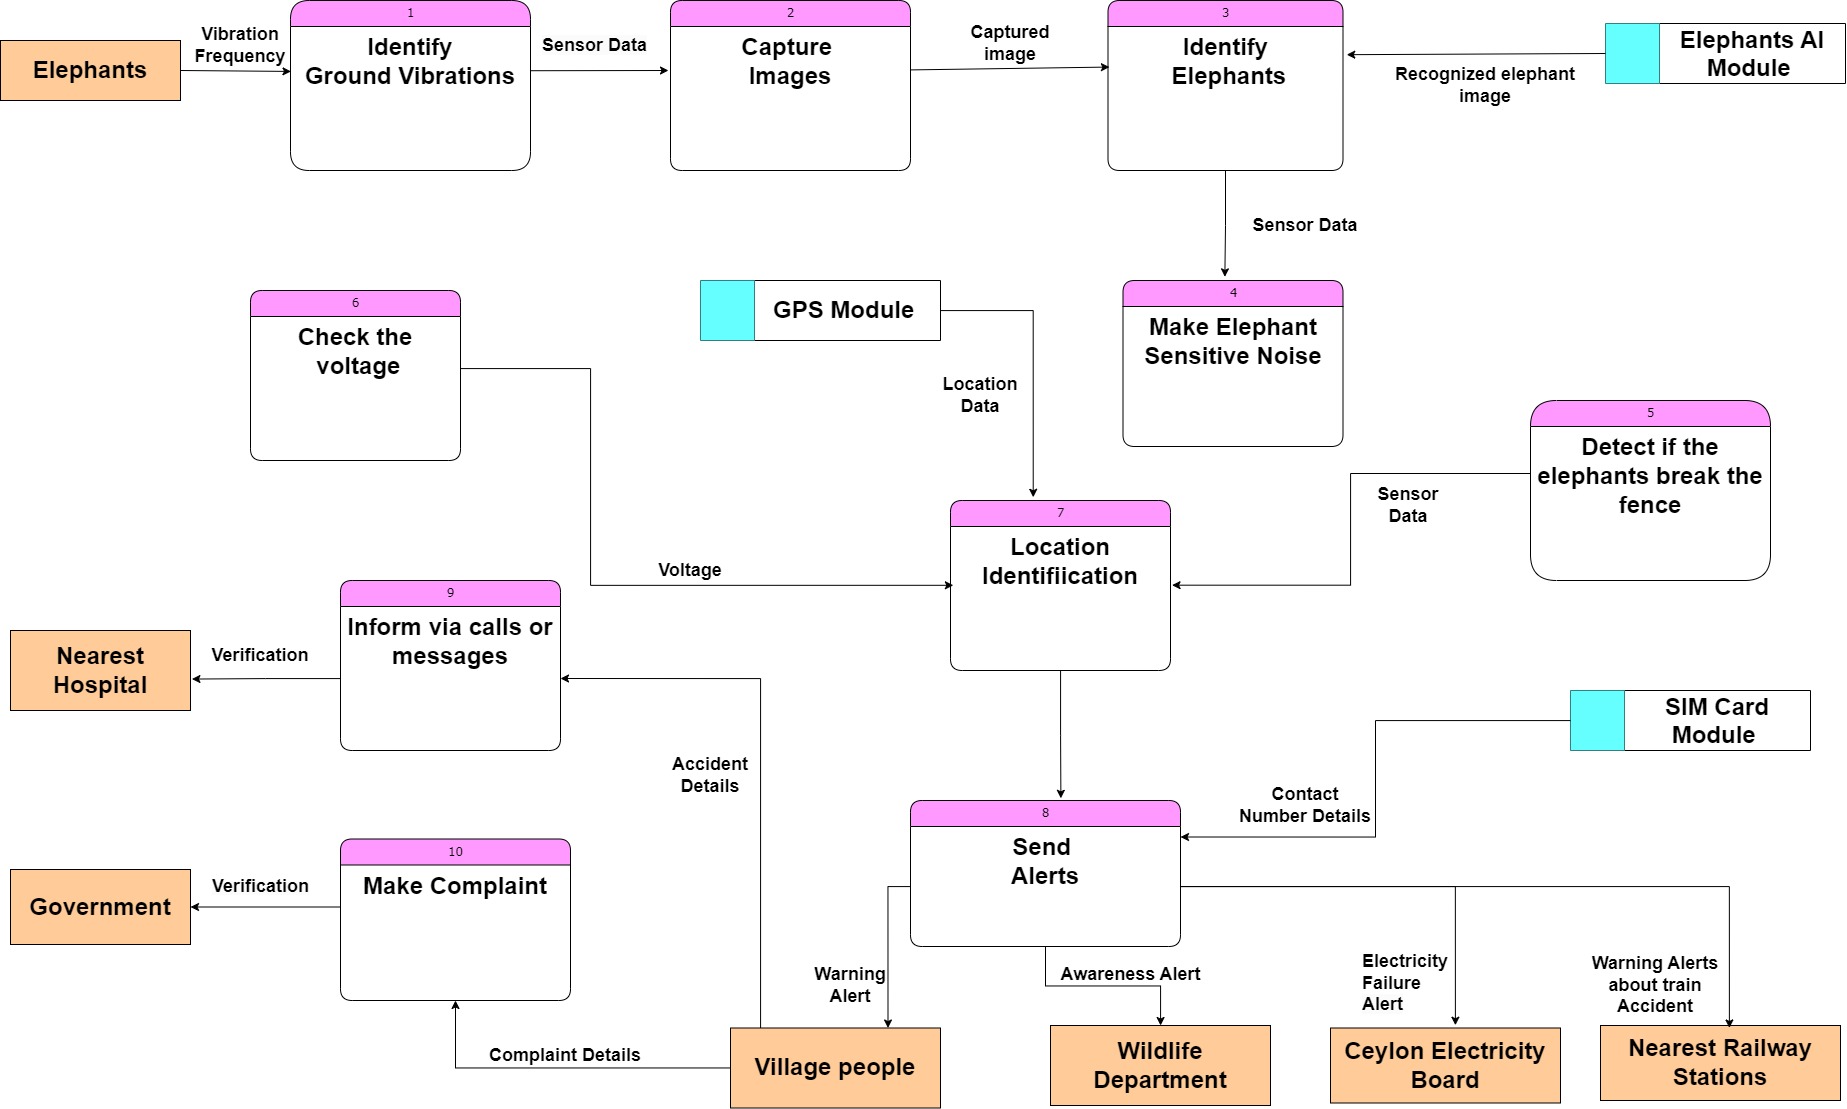 Elephants
Vibration
Frequency
1
Identify
Ground Vibrations
Sensor Data
2
Capture
Images
Captured
image
3
Identify
Elephants
Recognized elephant
image
Elephants AI
Module
Sensor Data
4
Make Elephant
Sensitive Noise
GPS Module
Location
Data
6
Check the
voltage
5
Detect if the
elephants break the
fence
Sensor
Data
Voltage
7
Location
Identifiication
9
Inform via calls or
messages
Verification
Nearest
Hospital
Accident
Details
SIM Card
Module
Contact
Number Details
8
Send
Alerts
10
Make Complaint
Verification
Government
Complaint Details
Warning
Alert
Awareness Alert
Electricity
Failure
Alert
Warning Alerts
about train
Accident
Village people
Wildlife
Department
Ceylon Electricity
Board
Nearest Railway
Stations